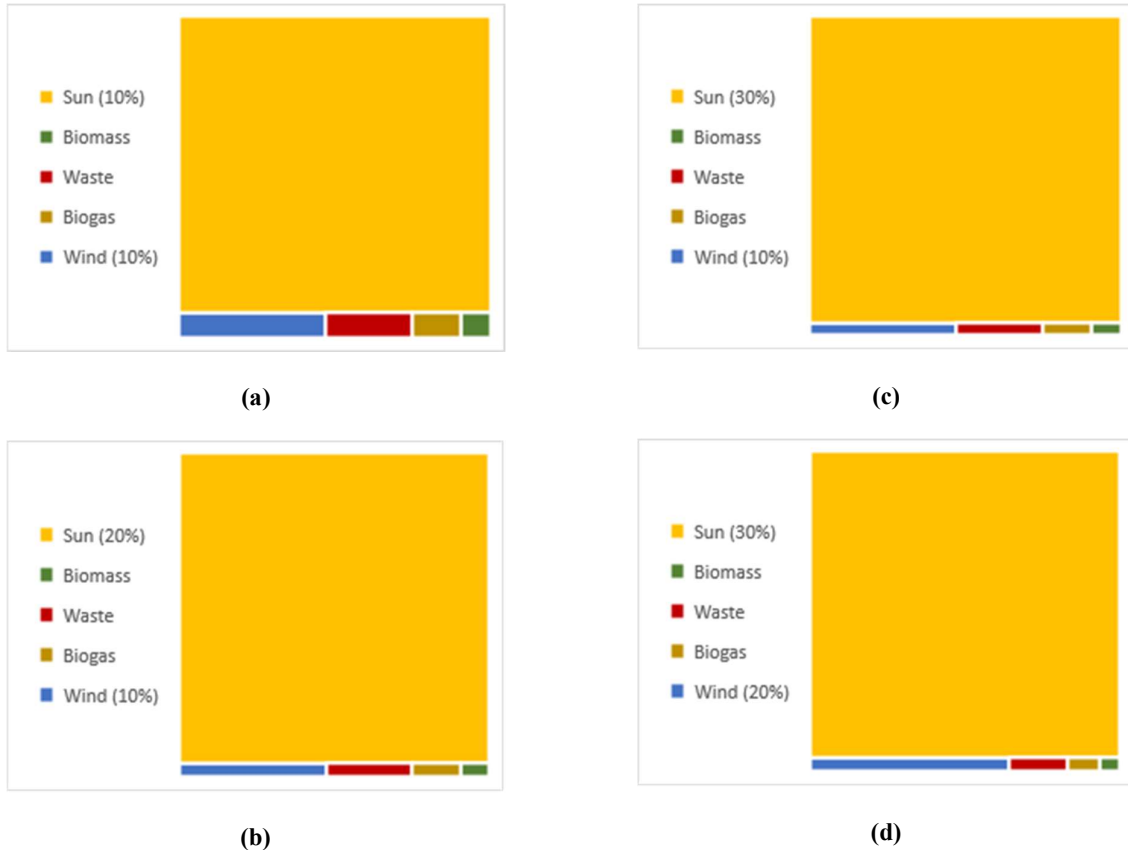 Sun (10%)
Biomass
Waste
Biogas
Wind (10%)
(a)
Sun (30%)
Biomass
Waste
Biogas
Wind (10%)
(c)
Sun (20%)
Biomass
Waste
Biogas
Wind (10%)
(b)
Sun (30%)
Biomass
Waste
Biogas
Wind (20%)
(d)